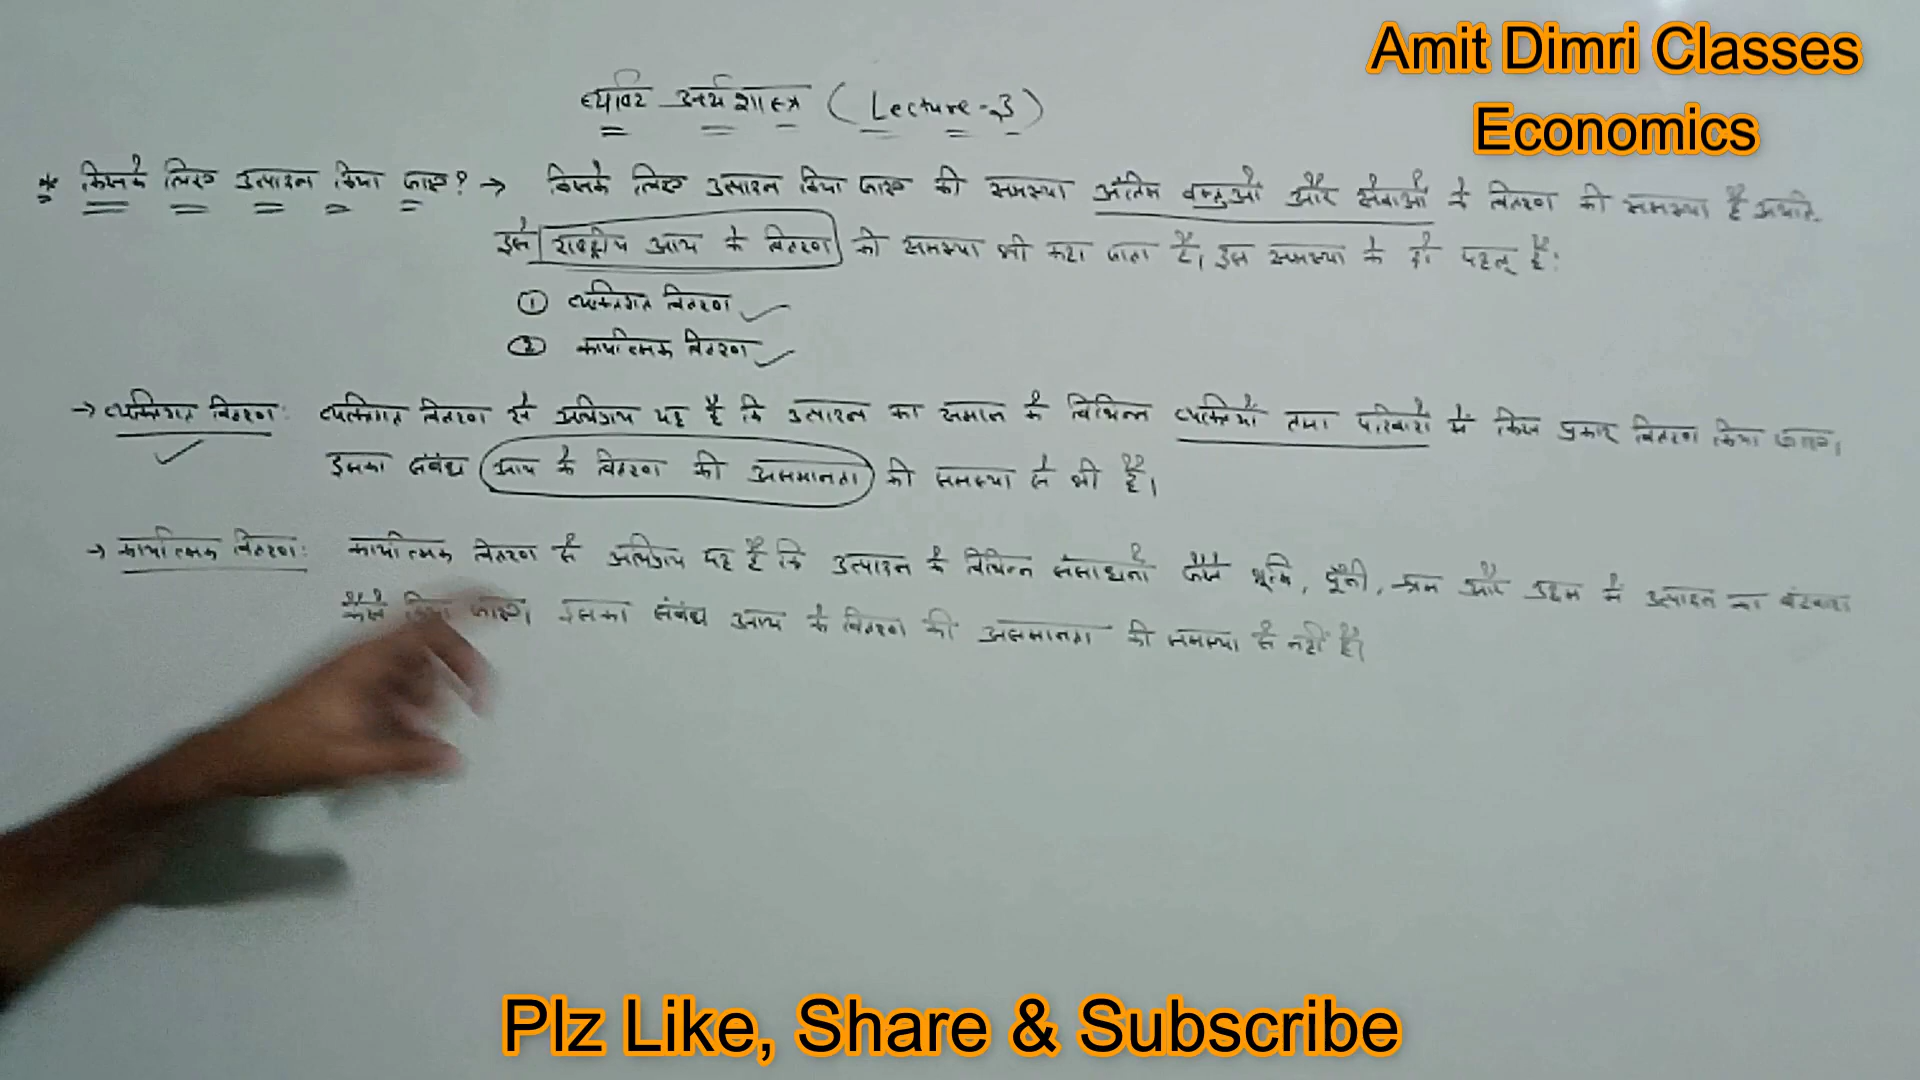 Amit Dimri Classes
Economics
व्यष्टि अर्थशास्त्र (Lecture-3)
* किसके लिए उत्पादन किया जाए? → किसके लिए उत्पादन किया जाए की समस्या अंतिम वस्तुओं और सेवाओं के वितरण की समस्या है अर्थात
इसे राष्ट्रीय आय के वितरण की समस्या भी कहा जाता है। इस समस्या के दो पहलू हैं:
① व्यक्तिगत वितरण
② कार्यात्मक वितरण
→ व्यक्तिगत वितरण: व्यक्तिगत वितरण से अभिप्राय यह है कि उत्पादन का समाज के विभिन्न व्यक्तियों तथा परिवारों में किस प्रकार वितरण किया जाए।
इसका संबंध आय के वितरण की असमानता की समस्या से भी है।
→ कार्यात्मक वितरण: कार्यात्मक वितरण से अभिप्राय यह है कि उत्पादन के विभिन्न संसाधनों जैसे भूमि, पूँजी, श्रम और उद्यम में उत्पादन का बंटवारा
कैसे किया जाए। इसका संबंध आय के वितरण की असमानता की समस्या से नहीं है।
Plz Like, Share & Subscribe